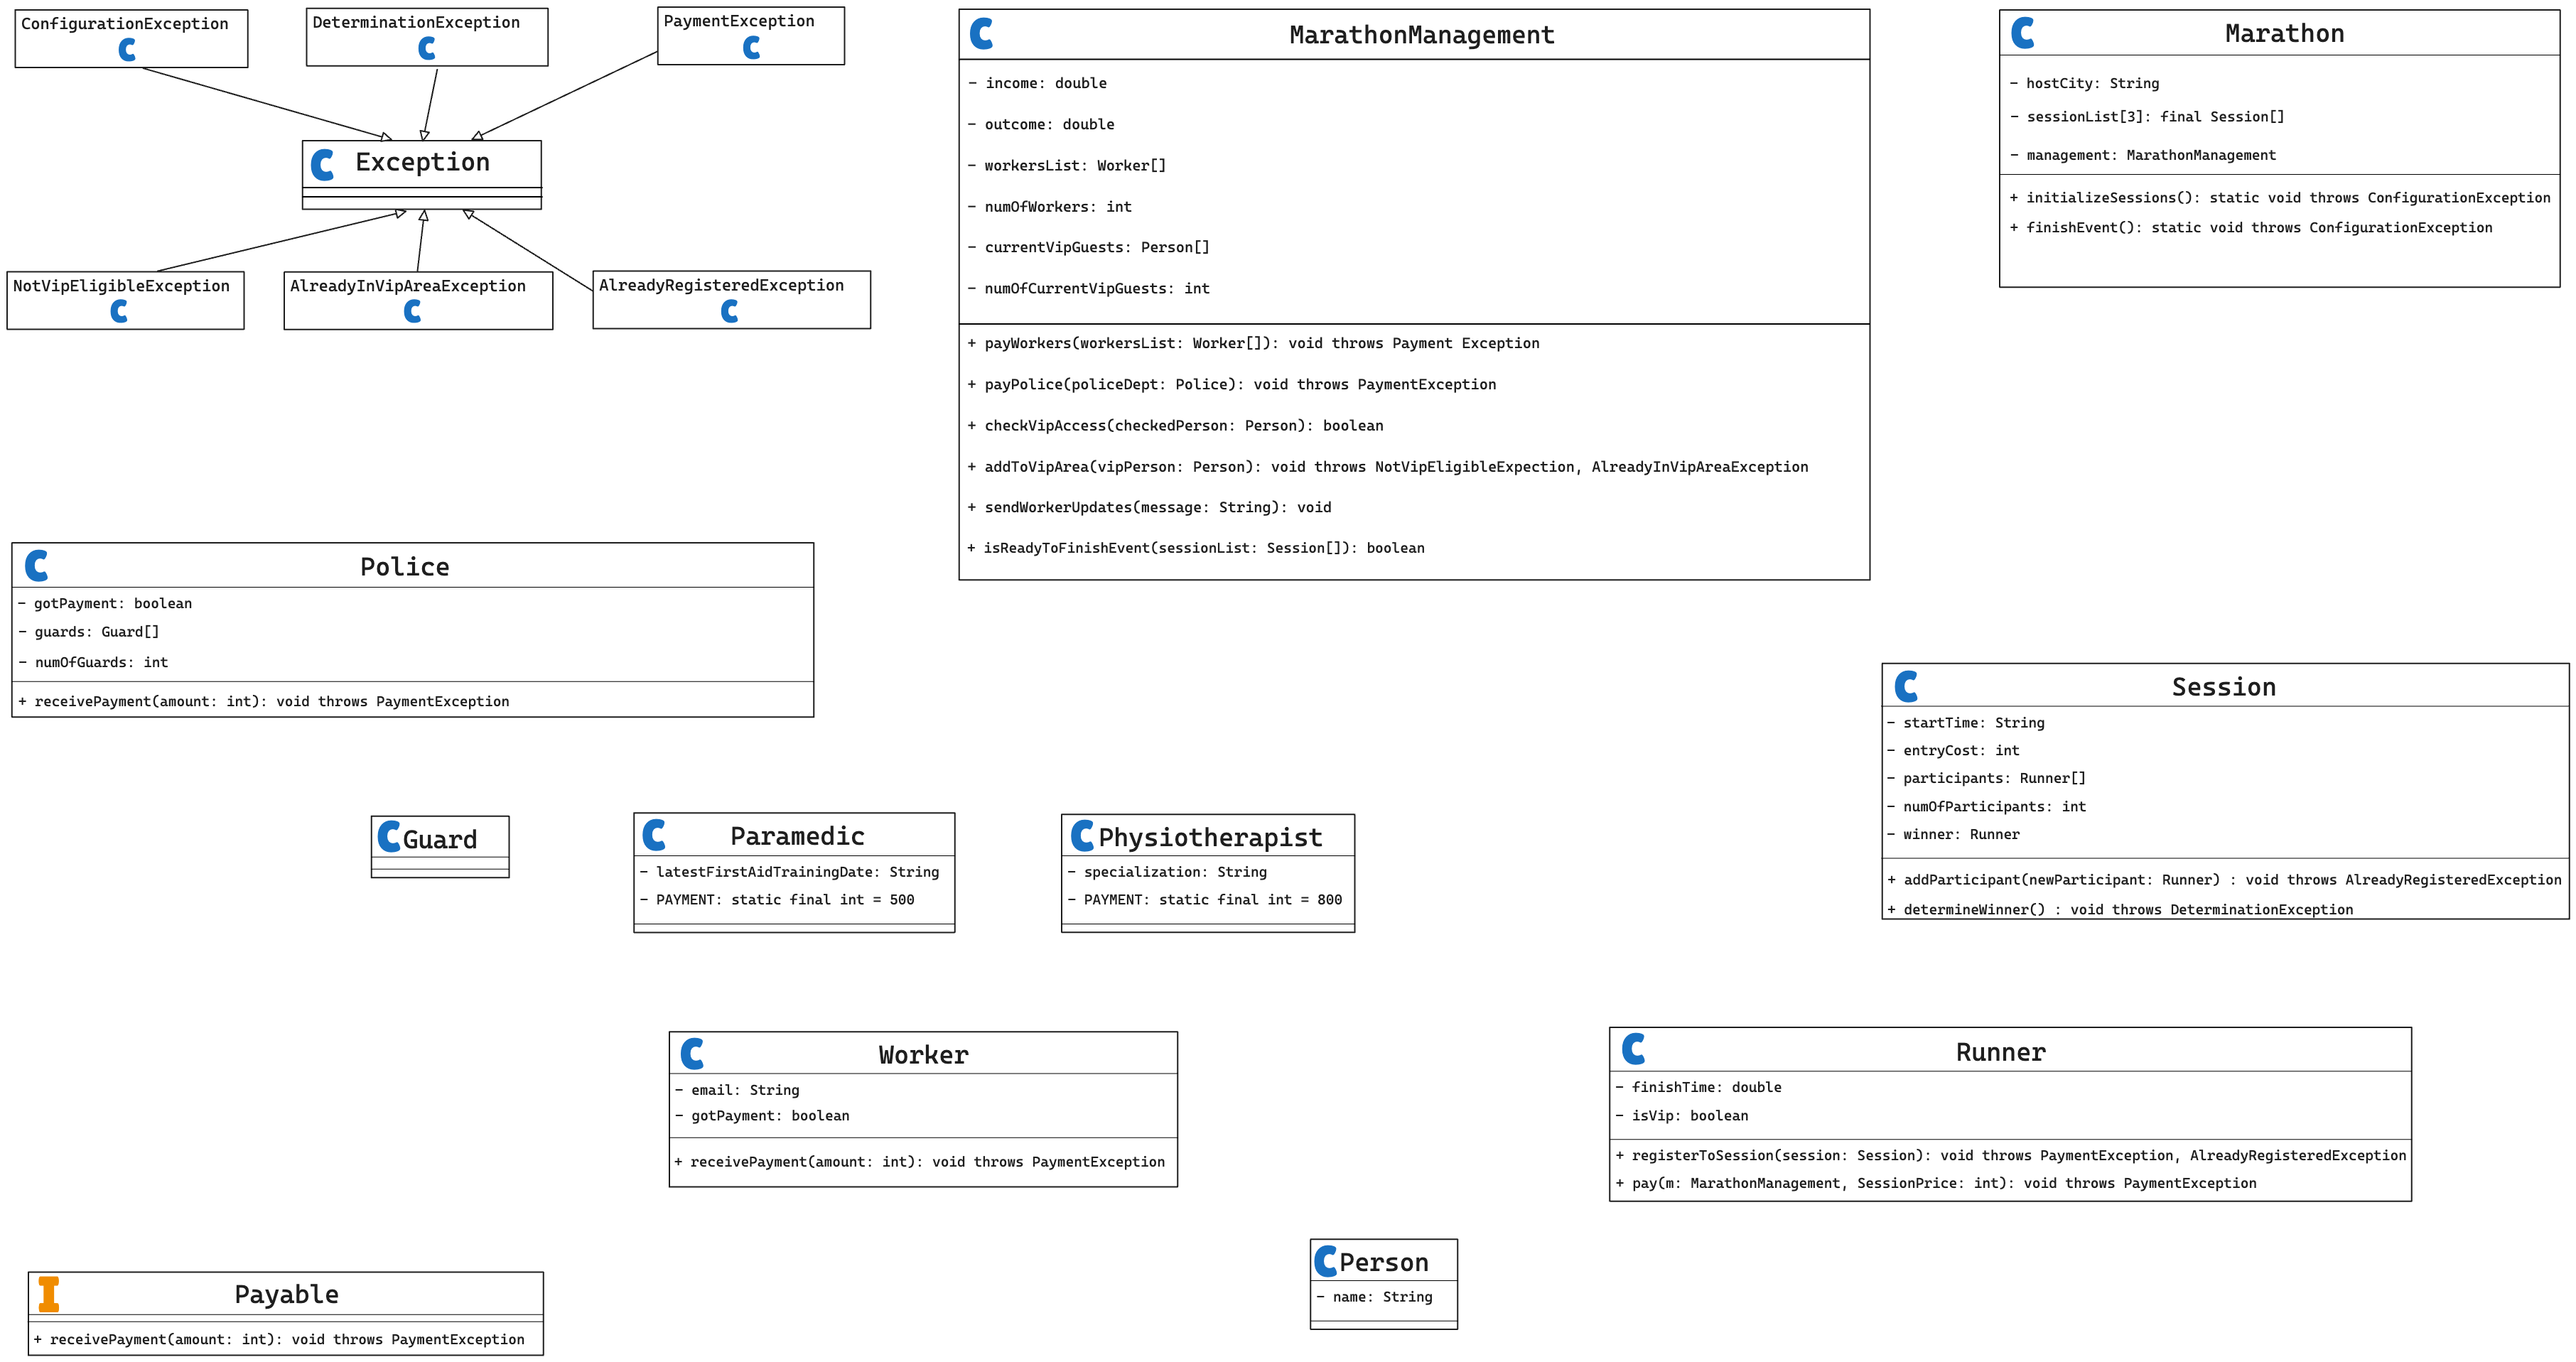 ConfigurationException
C
DeterminationException
C
PaymentException
C
C Exception
NotVipEligibleException
C
AlreadyInVipAreaException
C
AlreadyRegisteredException
C
C MarathonManagement
- income: double
- outcome: double
- workersList: Worker[]
- numOfWorkers: int
- currentVipGuests: Person[]
- numOfCurrentVipGuests: int
+ payWorkers(workersList: Worker[]): void throws Payment Exception
+ payPolice(policeDept: Police): void throws PaymentException
+ checkVipAccess(checkedPerson: Person): boolean
+ addToVipArea(vipPerson: Person): void throws NotVipEligibleExpection, AlreadyInVipAreaException
+ sendWorkerUpdates(message: String): void
+ isReadyToFinishEvent(sessionList: Session[]): boolean
C Marathon
- hostCity: String
- sessionList[3]: final Session[]
- management: MarathonManagement
+ initializeSessions(): static void throws ConfigurationException
+ finishEvent(): static void throws ConfigurationException
C Police
- gotPayment: boolean
- guards: Guard[]
- numOfGuards: int
+ receivePayment(amount: int): void throws PaymentException
C Session
- startTime: String
- entryCost: int
- participants: Runner[]
- numOfParticipants: int
- winner: Runner
+ addParticipant(newParticipant: Runner) : void throws AlreadyRegisteredException
+ determineWinner() : void throws DeterminationException
C Guard
C Paramedic
- latestFirstAidTrainingDate: String
- PAYMENT: static final int = 500
C Physiotherapist
- specialization: String
- PAYMENT: static final int = 800
C Worker
- email: String
- gotPayment: boolean
+ receivePayment(amount: int): void throws PaymentException
C Runner
- finishTime: double
- isVip: boolean
+ registerToSession(session: Session): void throws PaymentException, AlreadyRegisteredException
+ pay(m: MarathonManagement, SessionPrice: int): void throws PaymentException
C Person
- name: String
I Payable
+ receivePayment(amount: int): void throws PaymentException